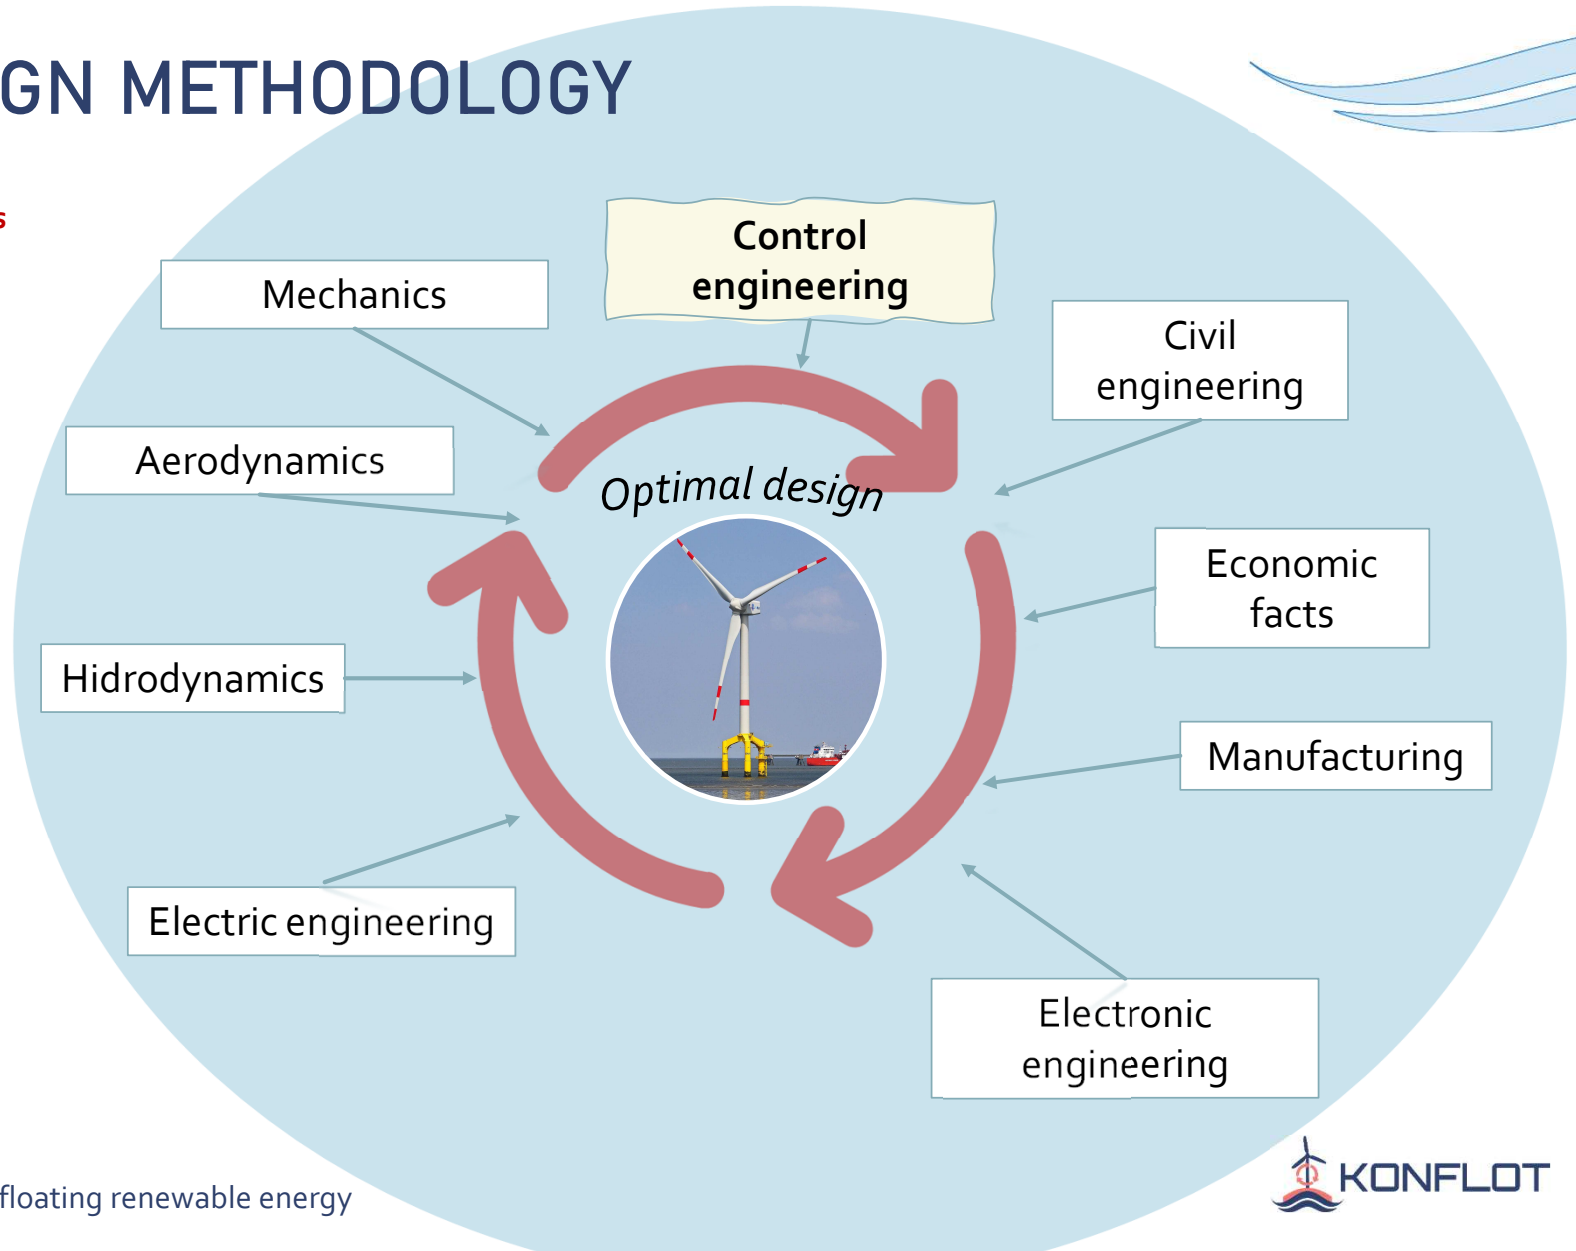 GN METHODOLOGY
s
Control
engineering
Mechanics
Civil
engineering
Aerodynamics
Optimal design
Economic
facts
Hidrodynamics
Manufacturing
Electric engineering
Electronic
engineering
floating renewable energy
KONFLOT